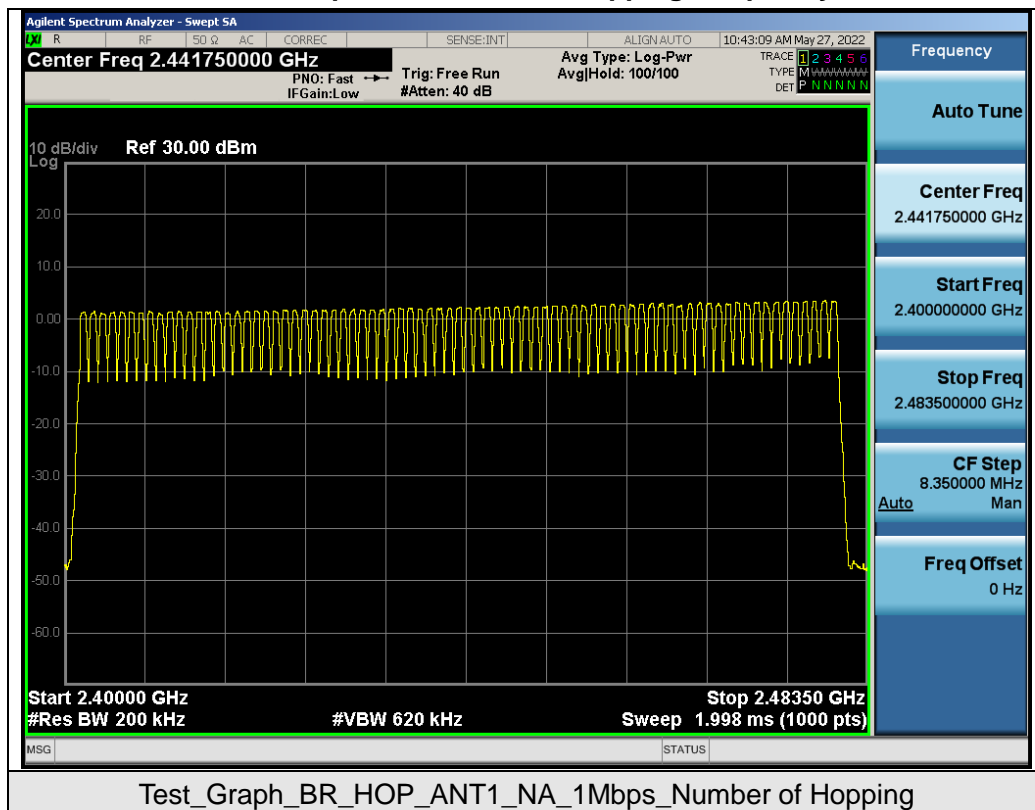 Agilent Spectrum Analyzer - Swept SA
LXI R RF 50 Ω AC CORREC SENSE:INT ALIGN AUTO 10:43:09 AM May 27, 2022
Center Freq 2.441750000 GHz
PNO: Fast
IFGain:Low
Trig: Free Run
#Atten: 40 dB
Avg Type: Log-Pwr
Avg|Hold: 100/100
TRACE 1 2 3 4 5 6
TYPE M
DET P N N N N N
10 dB/div
Log
Ref 30.00 dBm
20.0
10.0
0.00
-10.0
-20.0
-30.0
-40.0
-50.0
-60.0
Start 2.40000 GHz
Stop 2.48350 GHz
#Res BW 200 kHz
#VBW 620 kHz
Sweep 1.998 ms (1000 pts)
MSG
STATUS
Frequency
Auto Tune
Center Freq
2.441750000 GHz
Start Freq
2.400000000 GHz
Stop Freq
2.483500000 GHz
CF Step
8.350000 MHz
Auto Man
Freq Offset
0 Hz
Test_Graph_BR_HOP_ANT1_NA_1Mbps_Number of Hopping